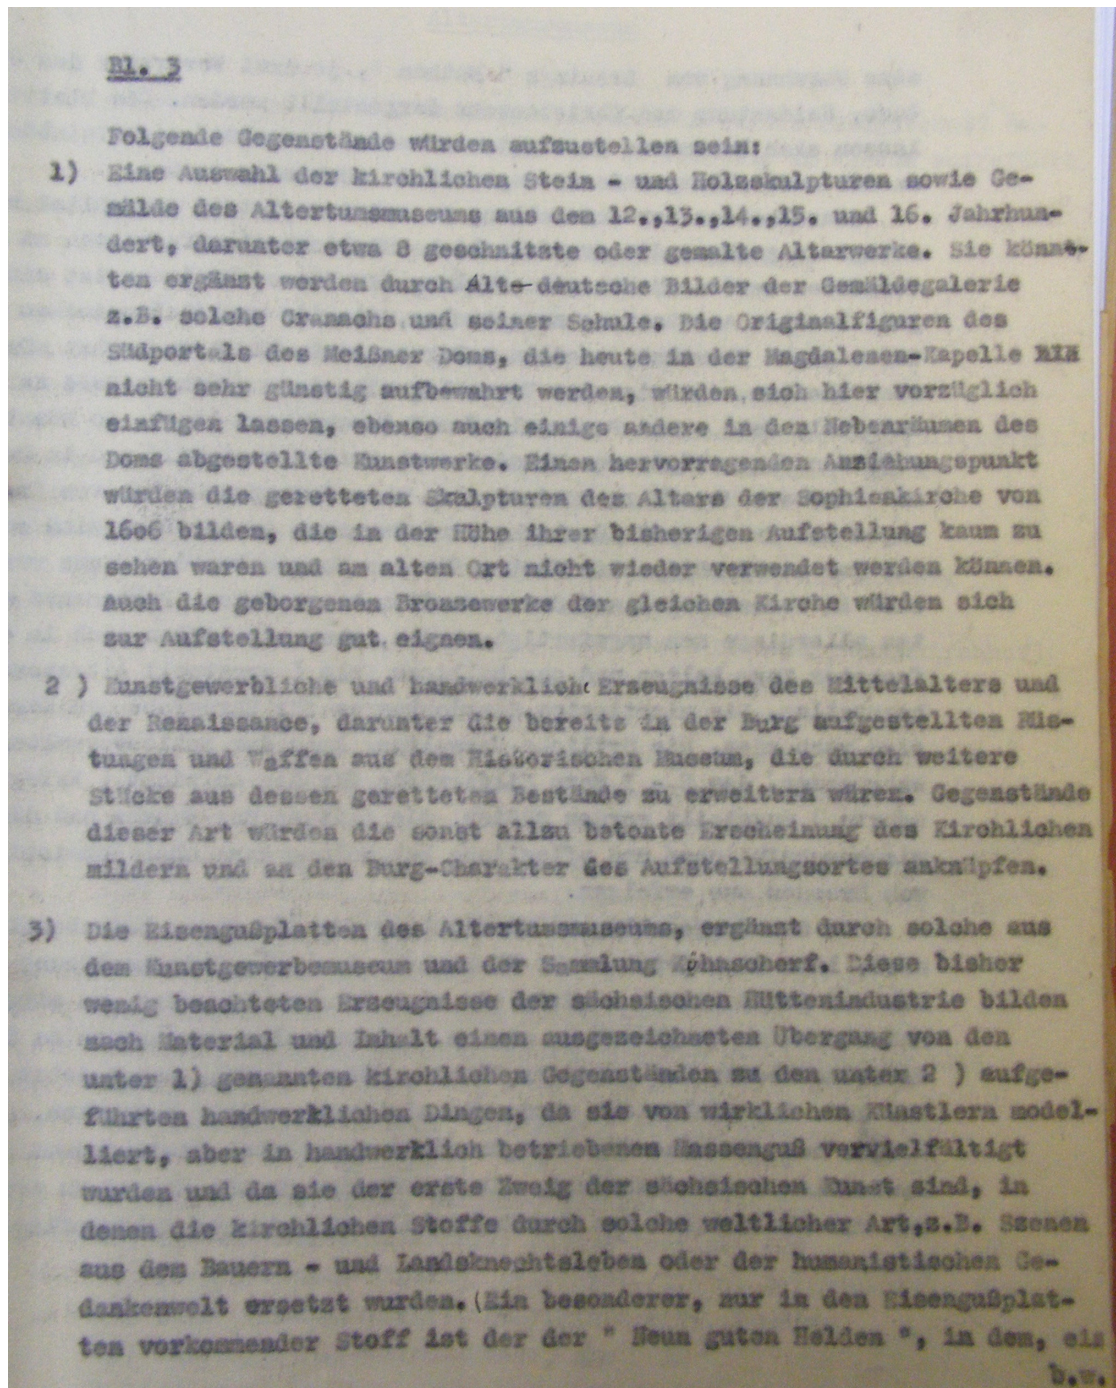 Bl. 3
Folgende Gegenstände würden aufzustellen sein:
1) Eine Auswahl der kirchlichen Stein - und Holzskulpturen sowie Ge-
mälde des Altertumsmuseums aus dem 12.,13.,14.,15. und 16. Jahrhun-
dert, darunter etwa 8 geschnitzte oder gemalte Altarwerke. Sie könn-
ten ergänzt werden durch Alt-deutsche Bilder der Gemäldegalerie
z.B. solche Cranachs und seiner Schule. Die Originalfiguren des
Südportals des Meißner Doms, die heute in der Magdalenen-Kapelle
nicht sehr günstig aufbewahrt werden, würden sich hier vorzüglich
einfügen lassen, ebenso auch einige andere in den Nebenräumen des
Doms abgestellte Kunstwerke. Einen hervorragenden Anziehungspunkt
würden die geretteten Skulpturen des Altars der Sophienkirche von
16o6 bilden, die in der Höhe ihrer bisherigen Aufstellung kaum zu
sehen waren und am alten Ort nicht wieder verwendet werden können.
Auch die geborgenen Bronzewerke der gleichen Kirche würden sich
zur Aufstellung gut eignen.
2 ) Kunstgewerbliche und handwerkliche Erzeugnisse des Mittelalters und
der Renaissance, darunter die bereits in der Burg aufgestellten Rüs-
tungen und Waffen aus dem Historischen Museum, die durch weitere
Stücke aus dessen geretteten Bestände zu erweitern wären. Gegenstände
dieser Art würden die sonst allzu betonte Erscheinung des Kirchlichen
mildern und an den Burg-Charakter des Aufstellungsortes anknüpfen.
3) Die Eisengußplatten des Altertumsmuseums, ergänzt durch solche aus
dem Kunstgewerbemuseum und der Sammlung Köhnscherf. Diese bisher
wenig beachteten Erzeugnisse der sächsischen Hüttenindustrie bilden
nach Material und Inhalt einen ausgezeichneten Übergang von den
unter 1) genannten kirchlichen Gegenständen zu den unter 2 ) aufge-
führten handwerklichen Dingen, da sie von wirklichen Künstlern model-
liert, aber in handwerklich betriebenem Massenguß vervielfältigt
wurden und da sie der erste Zweig der sächsischen Kunst sind, in
denen die kirchlichen Stoffe durch solche weltlicher Art,z.B. Szenen
aus dem Bauern - und Landsknechtsleben oder der humanistischen Ge-
dankenwelt ersetzt wurden.(Ein besonderer, nur in den Eisengußplat-
ten vorkommender Stoff ist der der " Neun guten Helden ", in dem, als
b.w.